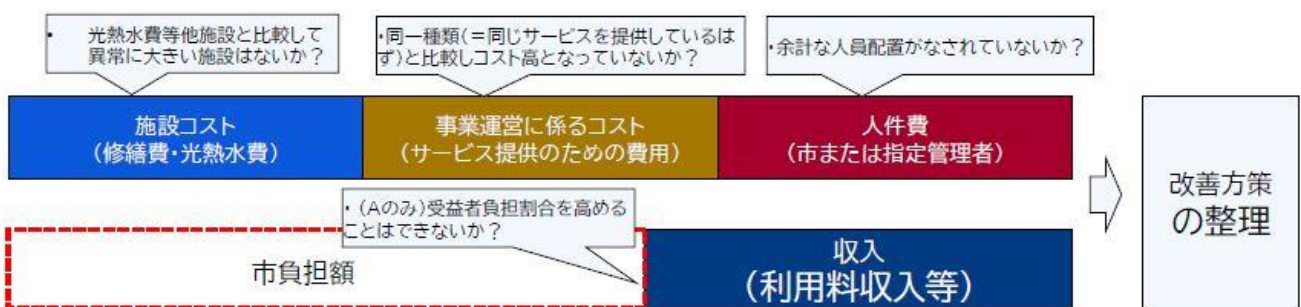 ・ 光熱水費等他施設と比較して
異常に大きい施設はないか？
・同一種類（＝同じサービスを提供しているは
ず）と比較しコスト高となっていないか？
・余計な人員配置がなされていないか？
施設コスト
（修繕費・光熱水費）
事業運営に係るコスト
（サービス提供のための費用）
人件費
（市または指定管理者）
・（Aのみ）受益者負担割合を高める
ことはできないか？
市負担額
収入
（利用料収入等）
改善方策
の整理